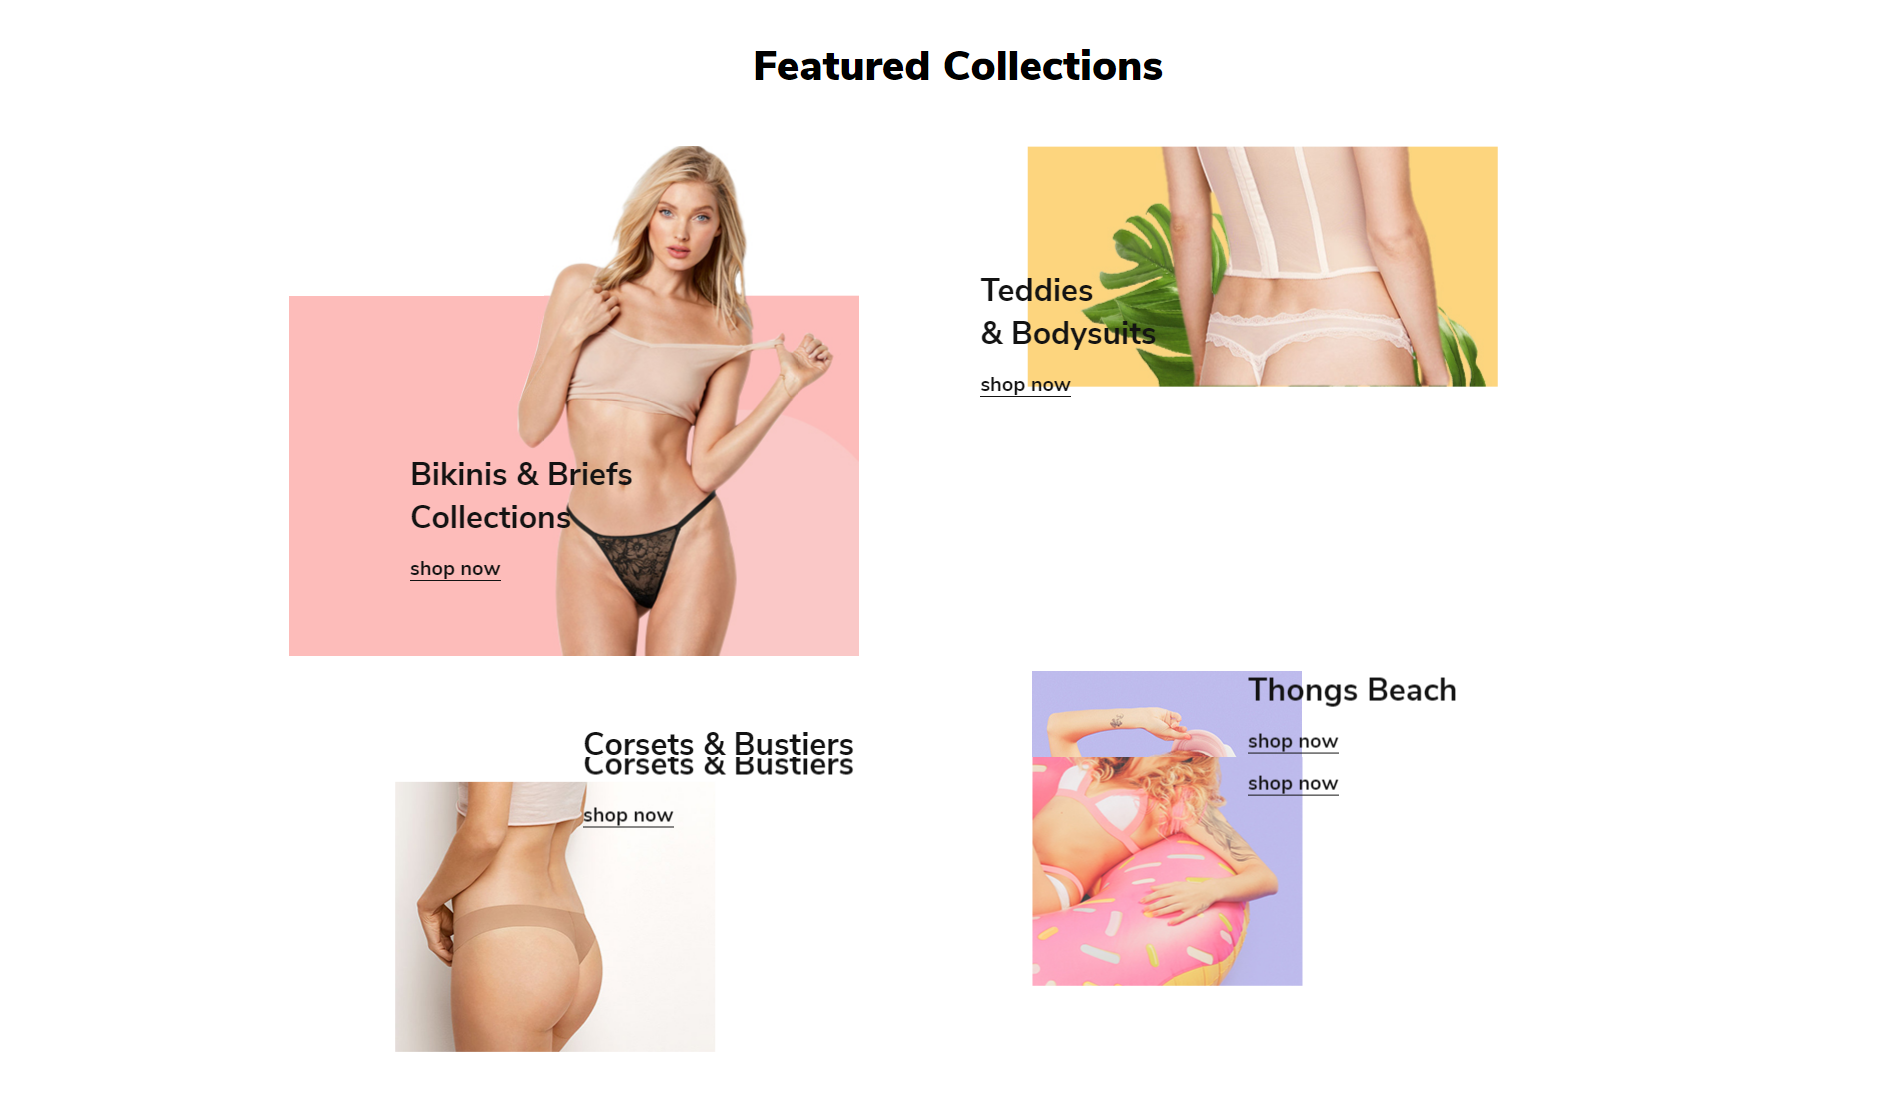 Featured Collections
Bikinis & Briefs
Collections
shop now
Teddies
& Bodysuits
shop now
Corsets & Bustiers
Corsets & Bustiers
shop now
Thongs Beach
shop now
shop now